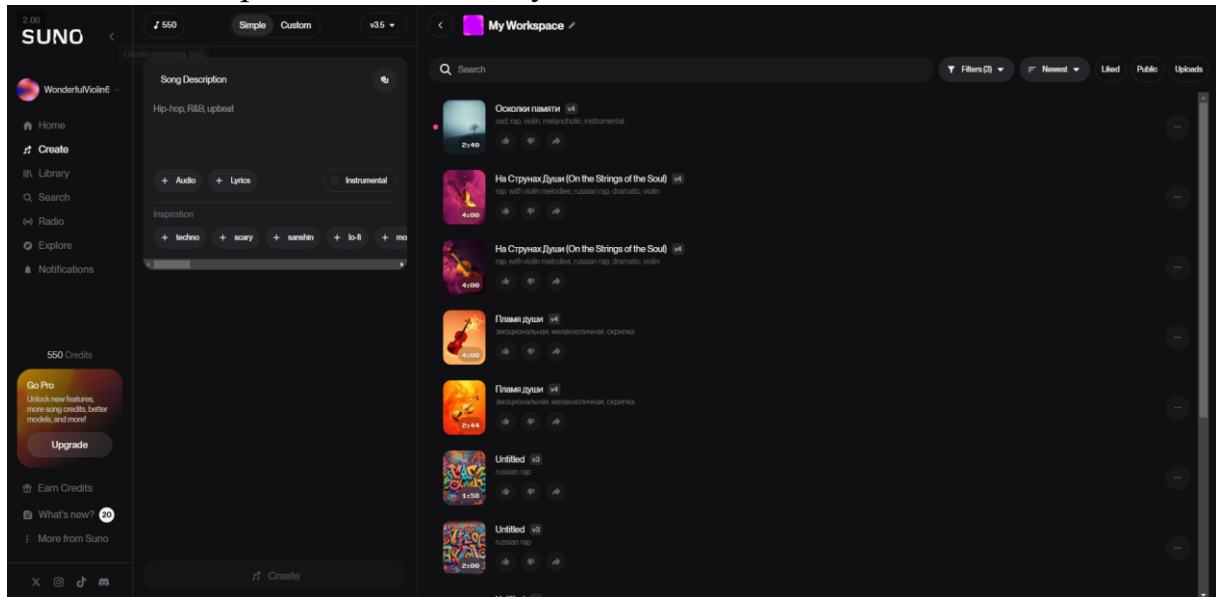 2.00
SUNO
Credits remaining: 550
WonderfulViolin6
Home
Create
Library
Search
Radio
Explore
Notifications
550 Credits
Go Pro
Unlock new features,
more song credits, better
models, and more!
Upgrade
Earn Credits
What's new? 20
More from Suno
550
Simple Custom
v3.5
Song Description
Hip-hop, R&B, upbeat
+ Audio + Lyrics
Instrumental
Inspiration
+ techno + scary + sanshin + lo-fi + mo
Create
My Workspace
Search
Filters (3)
Newest
Liked
Public
Uploads
Осколки памяти v4
sad, rap, violin, melancholic, instrumental
2:40
На Струнах Души (On the Strings of the Soul) v4
rap, with violin melodies, russian rap, dramatic, violin
4:00
На Струнах Души (On the Strings of the Soul) v4
rap, with violin melodies, russian rap, dramatic, violin
4:00
Пламя души v4
эмоциональная, меланхоличная, скрипка
4:00
Пламя души v4
эмоциональная, меланхоличная, скрипка
2:44
Untitled v3
russian rap
1:58
Untitled v3
russian rap
2:00